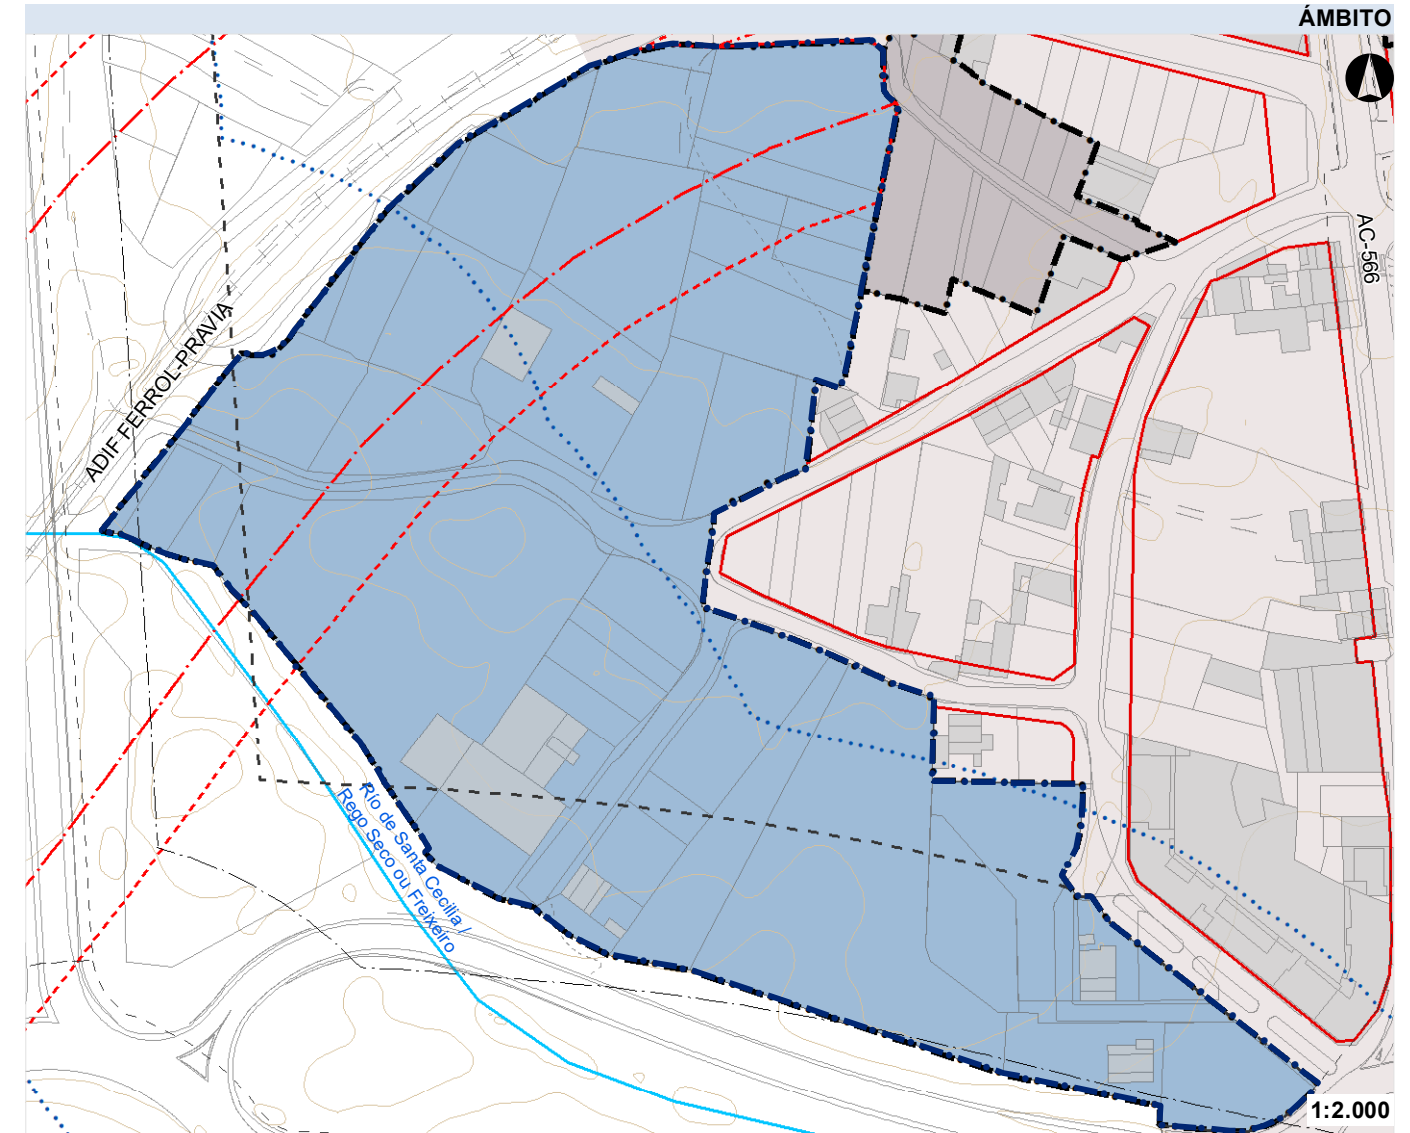 ÁMBITO
AC-566
ADIF FERROL-PRAVIA
Río de Santa Cecilia /
Rego Seco ou Freixeiro
1:2.000